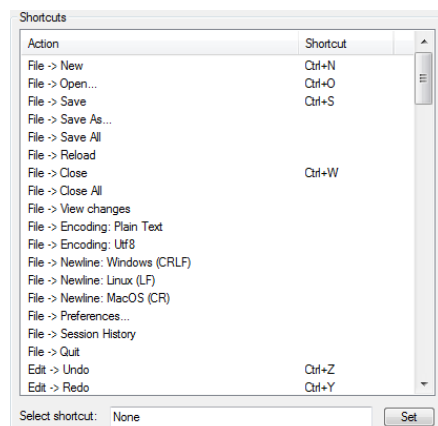 Shortcuts
Action Shortcut
File -> New Ctrl+N
File -> Open... Ctrl+O
File -> Save Ctrl+S
File -> Save As...
File -> Save All
File -> Reload
File -> Close Ctrl+W
File -> Close All
File -> View changes
File -> Encoding: Plain Text
File -> Encoding: Utf8
File -> Newline: Windows (CRLF)
File -> Newline: Linux (LF)
File -> Newline: MacOS (CR)
File -> Preferences...
File -> Session History
File -> Quit
Edit -> Undo Ctrl+Z
Edit -> Redo Ctrl+Y
Select shortcut: None Set